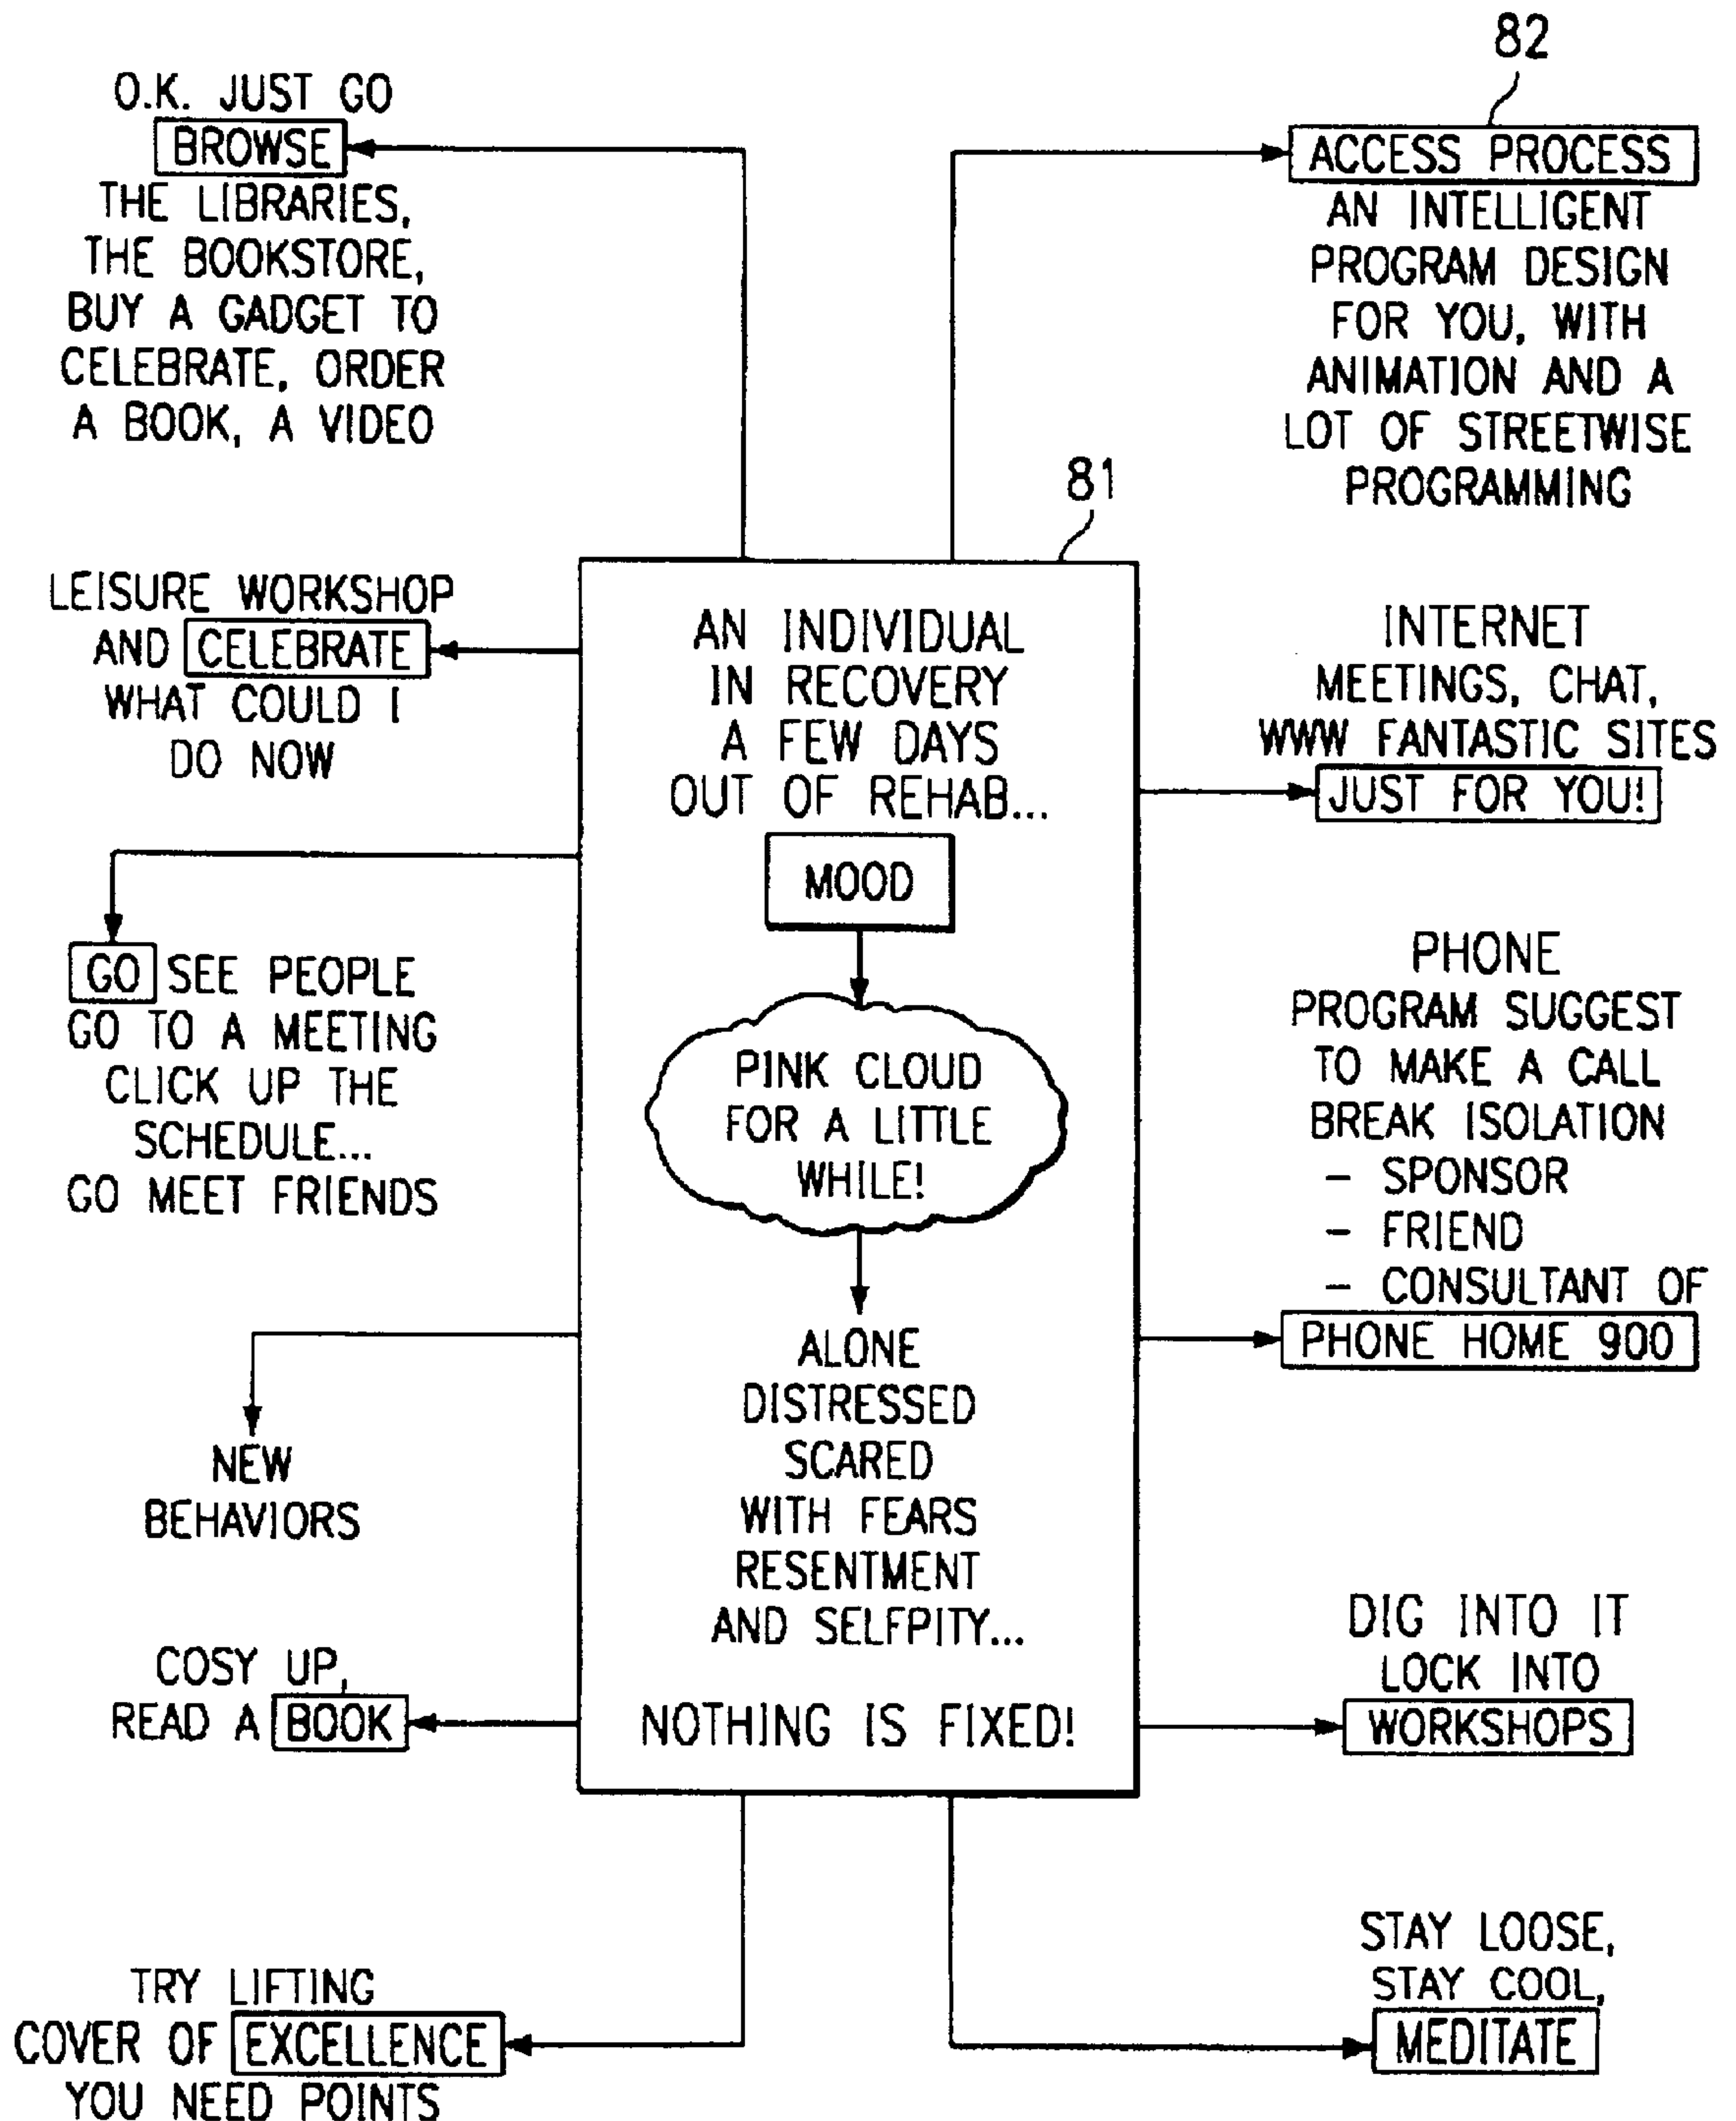 82
O.K. JUST GO
BROWSE
THE LIBRARIES,
THE BOOKSTORE,
BUY A GADGET TO
CELEBRATE, ORDER
A BOOK, A VIDEO
ACCESS PROCESS
AN INTELLIGENT
PROGRAM DESIGN
FOR YOU, WITH
ANIMATION AND A
LOT OF STREETWISE
PROGRAMMING
81
LEISURE WORKSHOP
AND CELEBRATE
WHAT COULD I
DO NOW
GO SEE PEOPLE
GO TO A MEETING
CLICK UP THE
SCHEDULE...
GO MEET FRIENDS
NEW
BEHAVIORS
COSY UP,
READ A BOOK
TRY LIFTING
COVER OF EXCELLENCE
YOU NEED POINTS
AN INDIVIDUAL
IN RECOVERY
A FEW DAYS
OUT OF REHAB...
MOOD
PINK CLOUD
FOR A LITTLE
WHILE!
ALONE
DISTRESSED
SCARED
WITH FEARS
RESENTMENT
AND SELFPITY...
NOTHING IS FIXED!
INTERNET
MEETINGS, CHAT,
WWW FANTASTIC SITES
JUST FOR YOU!
PHONE
PROGRAM SUGGEST
TO MAKE A CALL
BREAK ISOLATION
- SPONSOR
- FRIEND
- CONSULTANT OF
PHONE HOME 900
DIG INTO IT
LOCK INTO
WORKSHOPS
STAY LOOSE,
STAY COOL,
MEDITATE